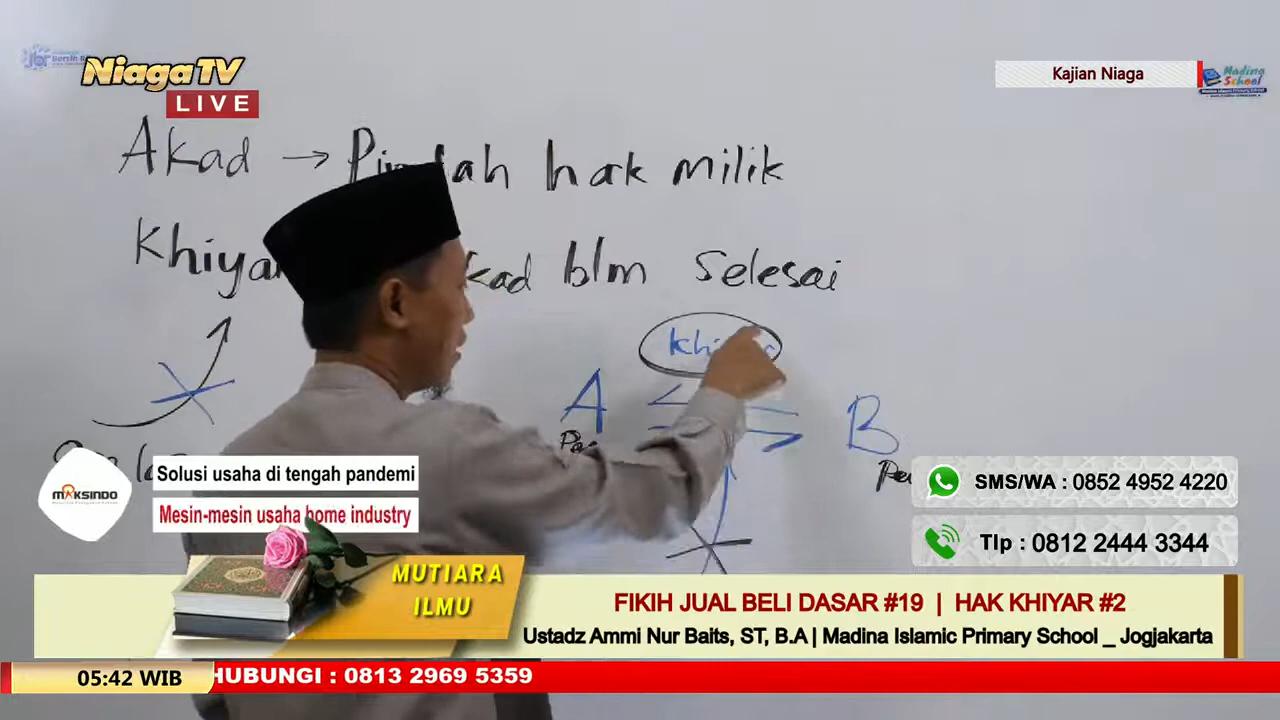 NiagaTV
LIVE
Kajian Niaga
Madina
School
Akad → hak milik
blm selesai
A
B
MAKSINDO
Solusi usaha di tengah pandemi
Mesin-mesin usaha home industry
SMS/WA : 0852 4952 4220
Tlp : 0812 2444 3344
MUTIARA
ILMU
FIKIH JUAL BELI DASAR #19 | HAK KHIYAR #2
Ustadz Ammi Nur Baits, ST, B.A | Madina Islamic Primary School _ Jogjakarta
05:42 WIB
HUBUNGI : 0813 2969 5359